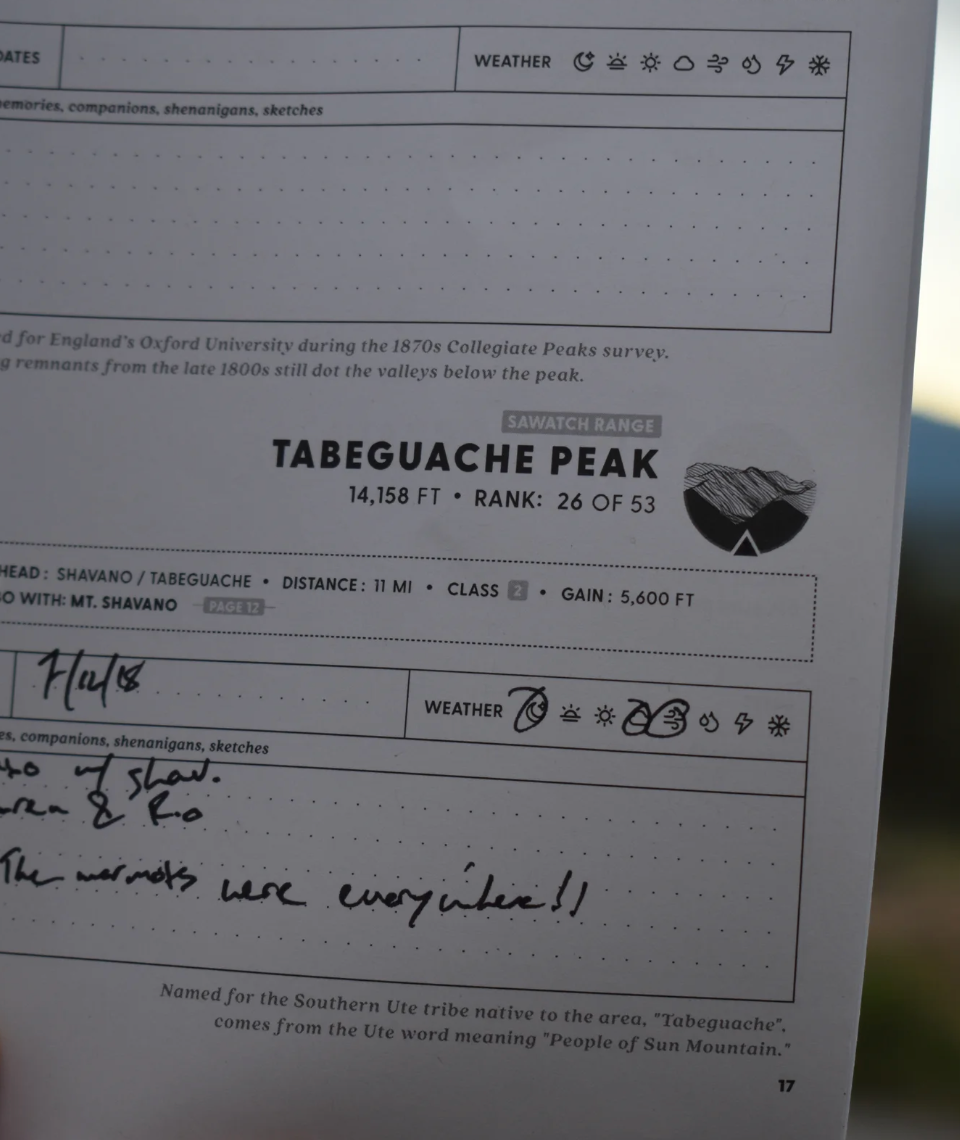 DATES WEATHER
memories, companions, shenanigans, sketches
for England's Oxford University during the 1870s Collegiate Peaks survey.
remnants from the late 1800s still dot the valleys below the peak.
SAWATCH RANGE
TABEGUACHE PEAK
14,158 FT • RANK: 26 OF 53
HEAD: SHAVANO / TABEGUACHE • DISTANCE: 11 MI • CLASS 2 • GAIN: 5,600 FT
WITH: MT. SHAVANO PAGE 12
WEATHER
companions, shenanigans, sketches
w/ Shav.
&
The marmots were everywhere!!
Named for the Southern Ute tribe native to the area, "Tabeguache",
comes from the Ute word meaning "People of Sun Mountain."
17